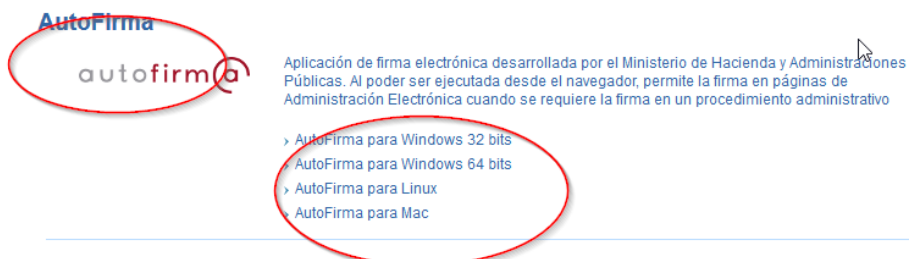 AutoFirma
autofirm@
Aplicación de firma electrónica desarrollada por el Ministerio de Hacienda y Administraciones
Públicas. Al poder ser ejecutada desde el navegador, permite la firma en páginas de
Administración Electrónica cuando se requiere la firma en un procedimiento administrativo
› AutoFirma para Windows 32 bits
› AutoFirma para Windows 64 bits
› AutoFirma para Linux
› AutoFirma para Mac